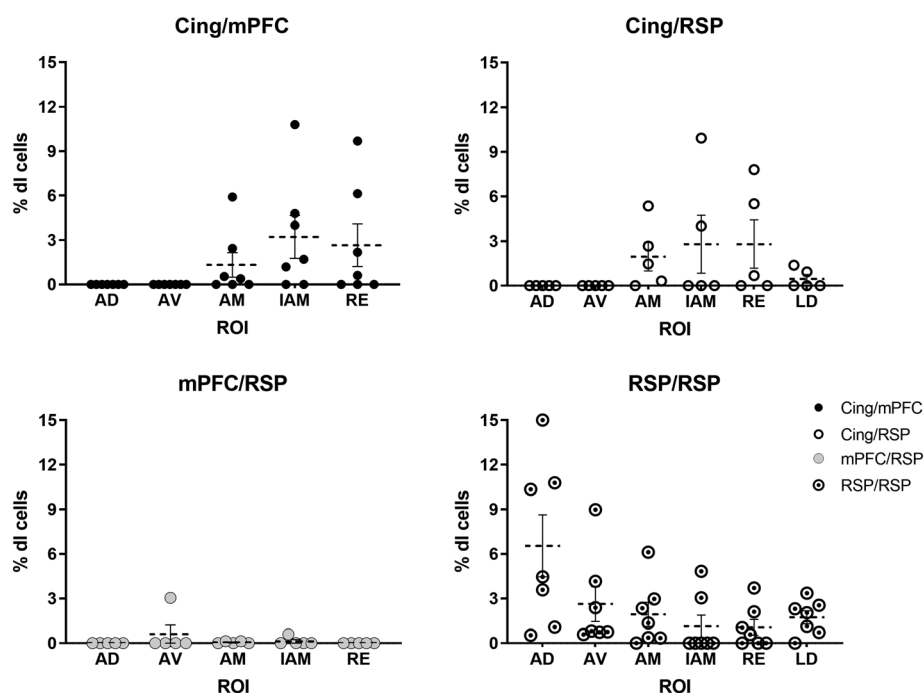 Cing/mPFC
15
12
9
6
3
0
% dl cells
AD AV AM IAM RE
ROI
Cing/RSP
15
12
9
6
3
0
% dl cells
AD AV AM IAM RE LD
ROI
mPFC/RSP
15
12
9
6
3
0
% dl cells
AD AV AM IAM RE
ROI
RSP/RSP
15
12
9
6
3
0
% dl cells
AD AV AM IAM RE LD
ROI
Cing/mPFC
Cing/RSP
mPFC/RSP
RSP/RSP